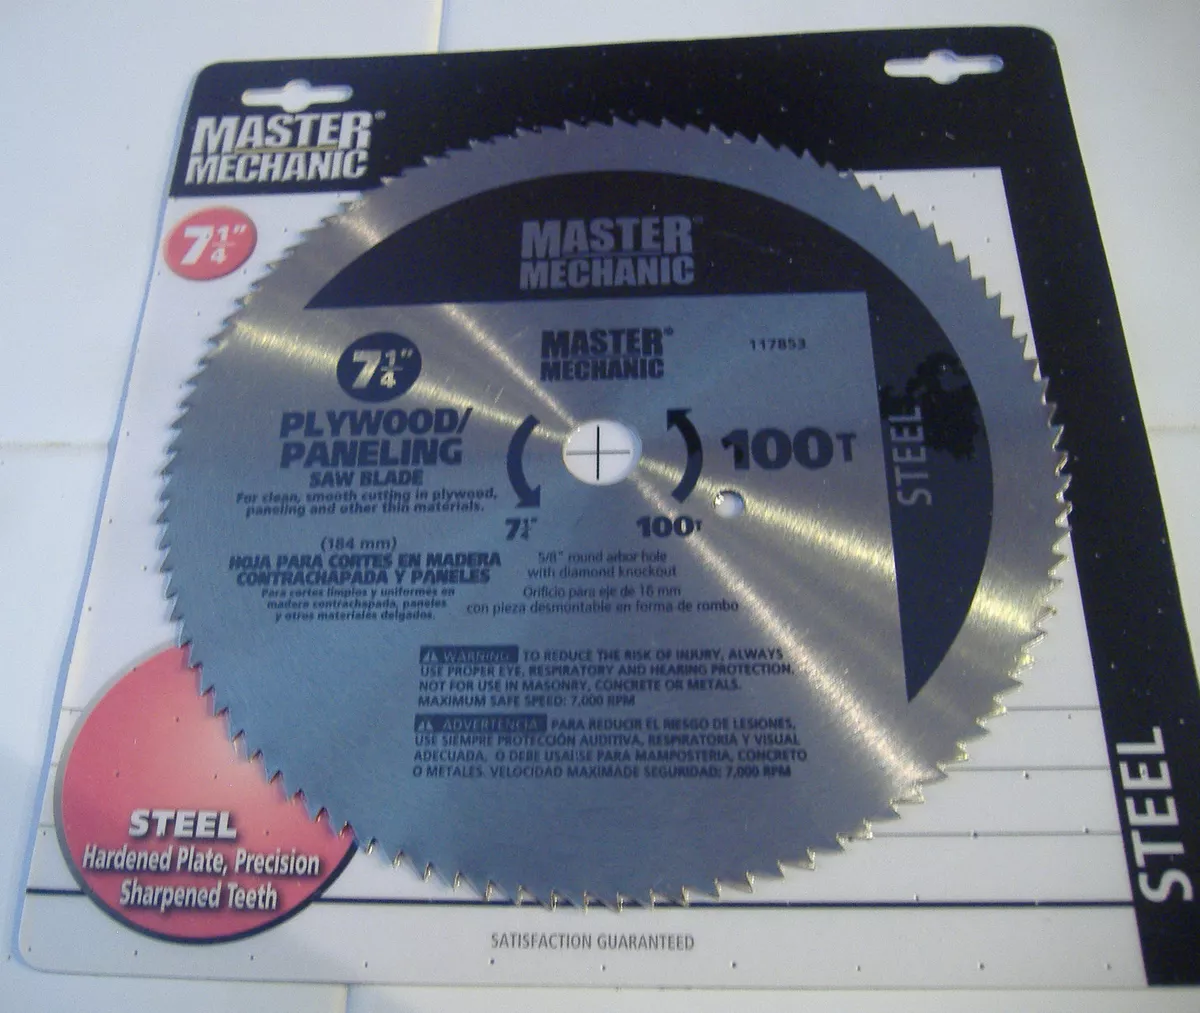 MASTER
MECHANIC®
7 1/4"
MASTER
MECHANIC®
MASTER
MECHANIC®
117853
7 1/4"
PLYWOOD/
PANELING
SAW BLADE
For clean, smooth cutting in plywood,
paneling and other thin materials.
(184 mm)
HOJA PARA CORTES EN MADERA
CONTRACHAPADA Y PANELES
Para cortes limpios y uniformes en
madera contrachapada, paneles
y otros materiales delgados.
100T
7 1/4"
100T
5/8" round arbor hole
with diamond knockout
Orificio para eje de 16 mm
con pieza desmontable en forma de rombo
STEEL
WARNING TO REDUCE THE RISK OF INJURY, ALWAYS
USE PROPER EYE, RESPIRATORY AND HEARING PROTECTION.
NOT FOR USE IN MASONRY, CONCRETE OR METALS.
MAXIMUM SAFE SPEED: 7,000 RPM
ADVERTENCIA PARA REDUCIR EL RIESGO DE LESIONES,
USE SIEMPRE PROTECCIÓN AUDITIVA, RESPIRATORIA Y VISUAL
ADECUADA, O DEBE USARSE PARA MAMPOSTERIA, CONCRETO
O METALES. VELOCIDAD MAXIMADE SEGURIDAD: 7,000 RPM
STEEL
Hardened Plate, Precision
Sharpened Teeth
STEEL
SATISFACTION GUARANTEED